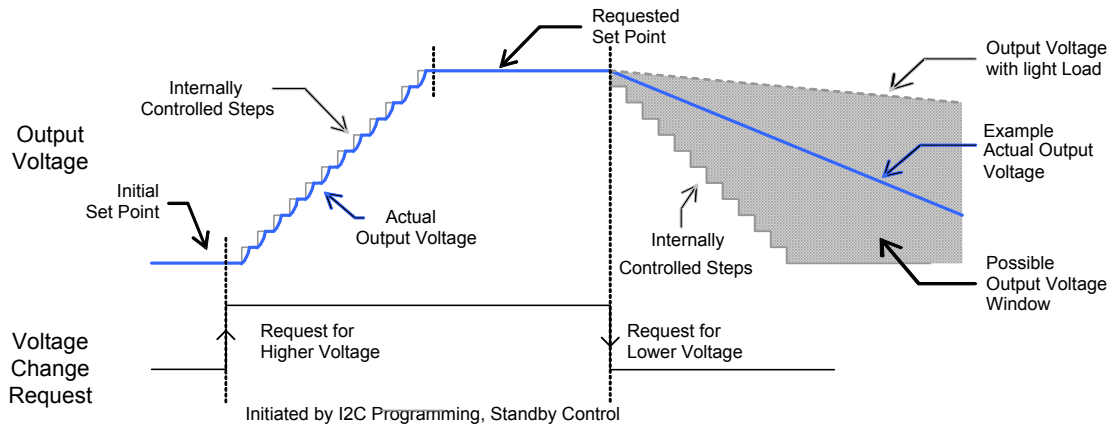 Requested
Set Point
Output Voltage
with light Load
Internally
Controlled Steps
Output
Voltage
Example
Actual Output
Voltage
Initial
Set Point
Actual
Output Voltage
Internally
Controlled Steps
Possible
Output Voltage
Window
Voltage
Change
Request
Request for
Higher Voltage
Request for
Lower Voltage
Initiated by I2C Programming, Standby Control